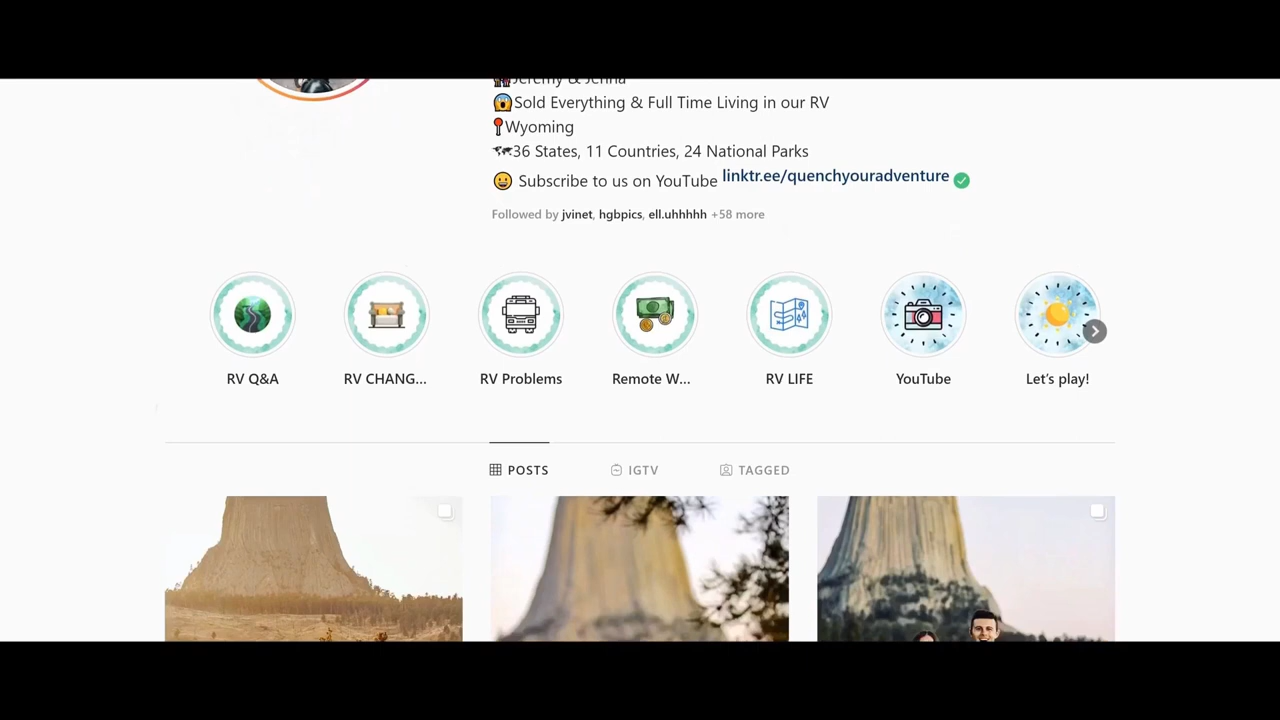 Jeremy & Jenna
Sold Everything & Full Time Living in our RV
Wyoming
36 States, 11 Countries, 24 National Parks
Subscribe to us on YouTube linktr.ee/quenchyouradventure
Followed by jvinet, hgbpics, ell.uhhhhh +58 more
RV Q&A
RV CHANG...
RV Problems
Remote W...
RV LIFE
YouTube
Let's play!
POSTS
IGTV
TAGGED